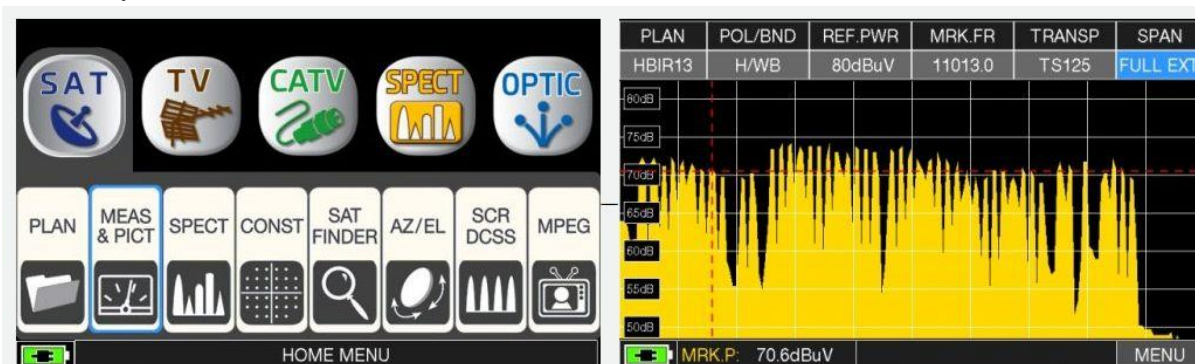 SAT TV CATV SPECT OPTIC
PLAN MEAS & PICT SPECT CONST SAT FINDER AZ/EL SCR DCSS MPEG
HOME MENU
PLAN POL/BND REF.PWR MRK.FR TRANSP SPAN
HBIR13 H/WB 80dBuV 11013.0 TS125 FULL EXT
80dB
75dB
70dB
65dB
60dB
55dB
50dB
MRK.P: 70.6dBuV MENU